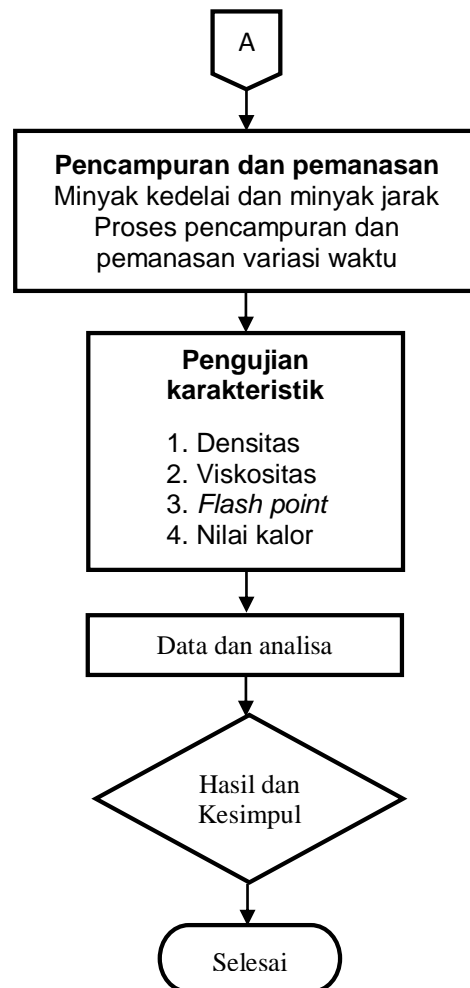 A
Pencampuran dan pemanasan
Minyak kedelai dan minyak jarak
Proses pencampuran dan
pemanasan variasi waktu
Pengujian
karakteristik
1. Densitas
2. Viskositas
3. Flash point
4. Nilai kalor
Data dan analisa
Hasil dan
Kesimpul
Selesai